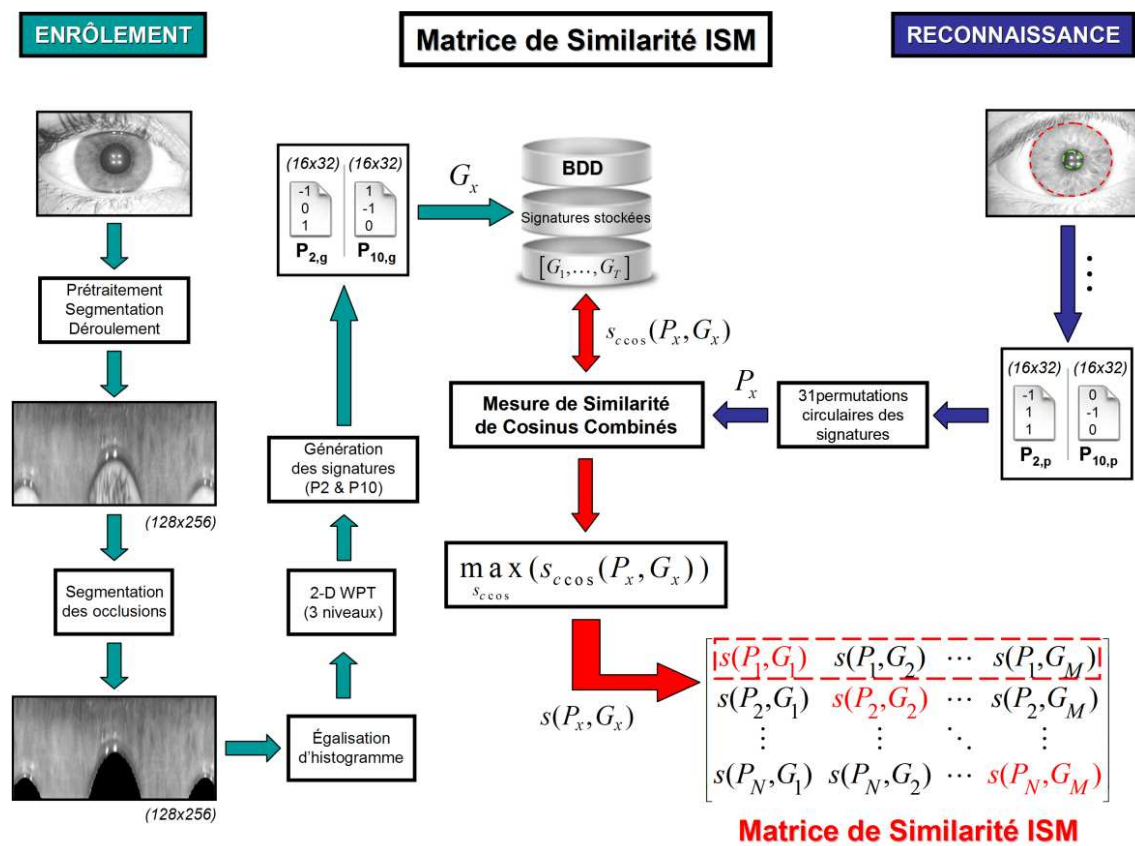 ENRÔLEMENT
Matrice de Similarité ISM
RECONNAISSANCE
Prétraitement
Segmentation
Déroulement
(128x256)
Segmentation
des occlusions
(128x256)
Égalisation
d'histogramme
2-D WPT
(3 niveaux)
Génération
des signatures
(P2 & P10)
(16x32) (16x32)
-1 1
0 -1
1 0
P2,g P10,g
Gx
BDD
Signatures stockées
[G1,…,GT]
s c cos (Px,Gx)
Mesure de Similarité
de Cosinus Combinés
Px
31permutations
circulaires des
signatures
(16x32) (16x32)
-1 0
1 -1
1 0
P2,p P10,p
max (s c cos (Px,Gx))
s c cos
s(Px,Gx)
s(P1,G1) s(P1,G2) ⋯ s(P1,GM)
s(P2,G1) s(P2,G2) ⋯ s(P2,GM)
⋮ ⋮ ⋱ ⋮
s(PN,G1) s(PN,G2) ⋯ s(PN,GM)
Matrice de Similarité ISM